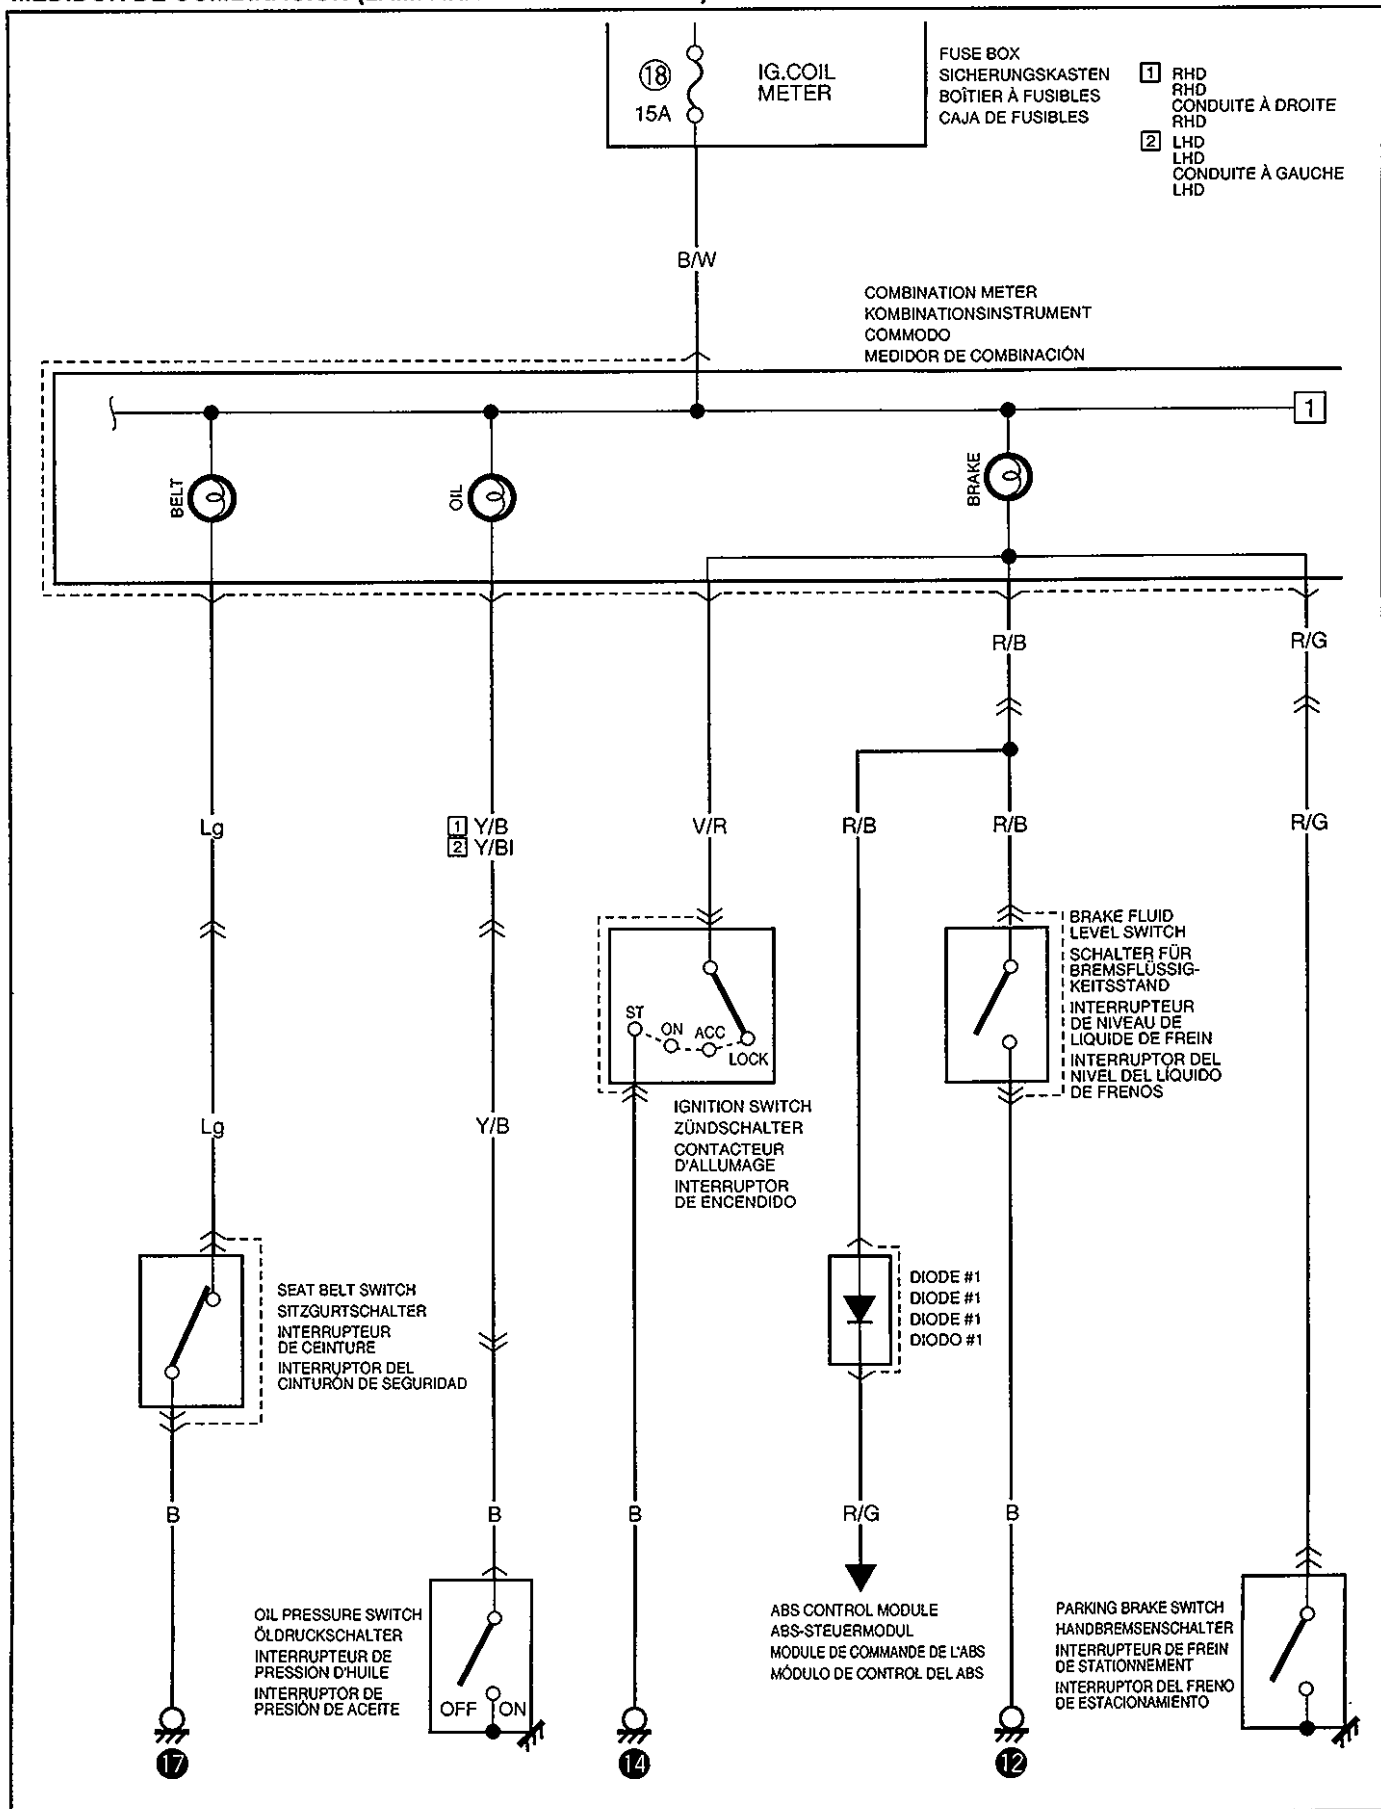 18
15A
IG.COIL
METER
FUSE BOX
SICHERUNGSKASTEN
BOÎTIER À FUSIBLES
CAJA DE FUSIBLES
1 RHD
RHD
CONDUITE À DROITE
RHD
2 LHD
LHD
CONDUITE À GAUCHE
LHD
B/W
COMBINATION METER
KOMBINATIONSINSTRUMENT
COMMODO
MEDIDOR DE COMBINACIÓN
1
BELT
OIL
BRAKE
R/B
R/G
Lg
1 Y/B
2 Y/Bl
V/R
R/B
R/B
R/G
ST
ON
ACC
LOCK
BRAKE FLUID
LEVEL SWITCH
SCHALTER FÜR
BREMSFLÜSSIG-
KEITSSTAND
INTERRUPTEUR
DE NIVEAU DE
LIQUIDE DE FREIN
INTERRUPTOR DEL
NIVEL DEL LÍQUIDO
DE FRENOS
Lg
Y/B
IGNITION SWITCH
ZÜNDSCHALTER
CONTACTEUR
D'ALLUMAGE
INTERRUPTOR
DE ENCENDIDO
SEAT BELT SWITCH
SITZGURTSCHALTER
INTERRUPTEUR
DE CEINTURE
INTERRUPTOR DEL
CINTURÓN DE SEGURIDAD
DIODE #1
DIODE #1
DIODE #1
DIODO #1
B
B
B
R/G
B
OIL PRESSURE SWITCH
ÖLDRUCKSCHALTER
INTERRUPTEUR DE
PRESSION D'HUILE
INTERRUPTOR DE
PRESIÓN DE ACEITE
OFF
ON
ABS CONTROL MODULE
ABS-STEUERMODUL
MODULE DE COMMANDE DE L'ABS
MÓDULO DE CONTROL DEL ABS
PARKING BRAKE SWITCH
HANDBREMSENSCHALTER
INTERRUPTEUR DE FREIN
DE STATIONNEMENT
INTERRUPTOR DEL FRENO
DE ESTACIONAMIENTO
17
14
12